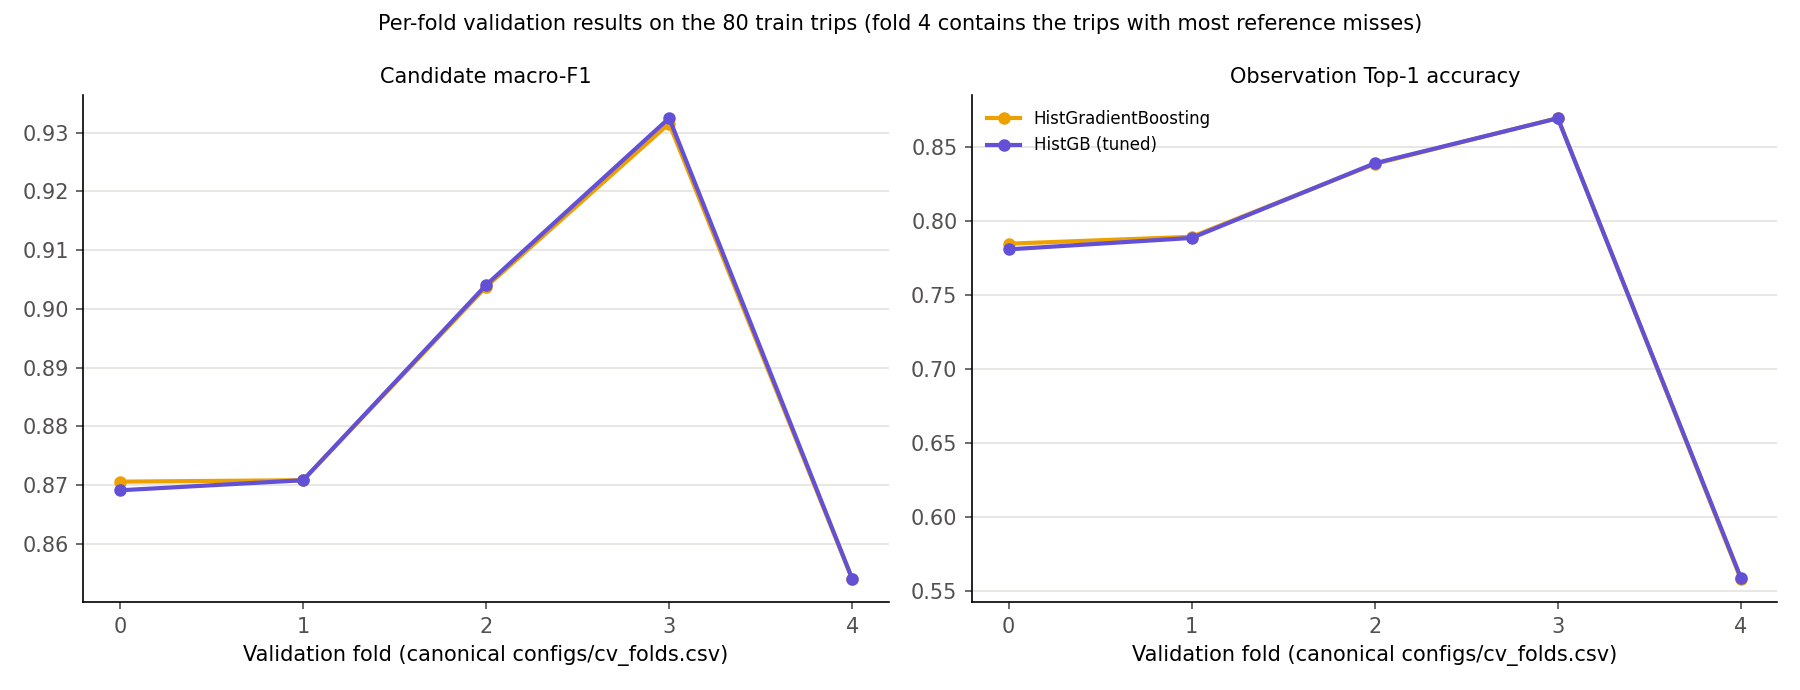 Per-fold validation results on the 80 train trips (fold 4 contains the trips with most reference misses)
Candidate macro-F1
0.93
0.92
0.91
0.90
0.89
0.88
0.87
0.86
0 1 2 3 4
Validation fold (canonical configs/cv_folds.csv)
Observation Top-1 accuracy
HistGradientBoosting
HistGB (tuned)
0.85
0.80
0.75
0.70
0.65
0.60
0.55
0 1 2 3 4
Validation fold (canonical configs/cv_folds.csv)